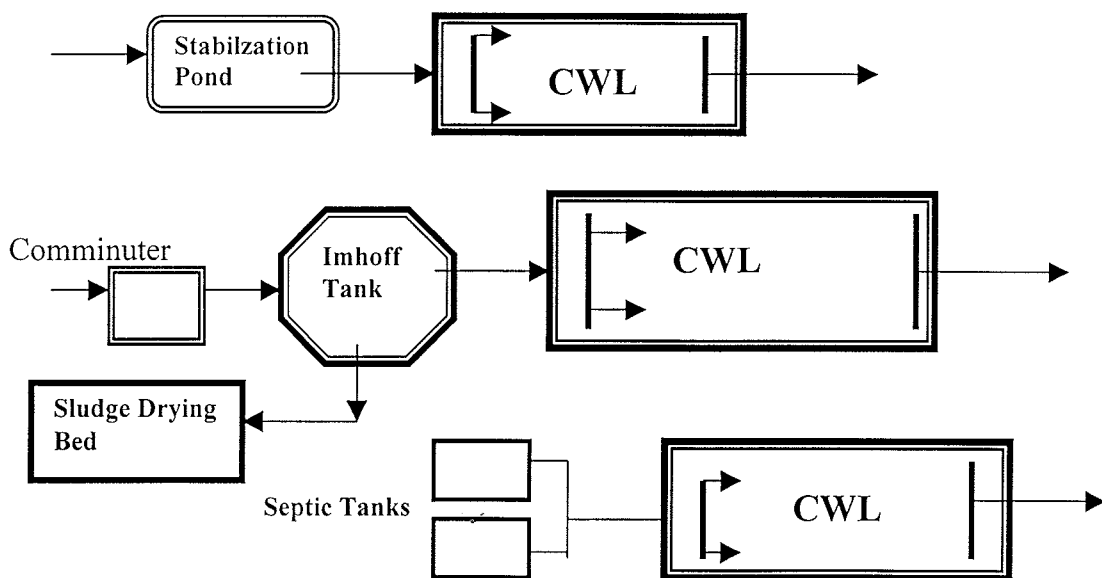 Stabilzation
Pond
CWL
Comminuter
Imhoff
Tank
CWL
Sludge Drying
Bed
Septic Tanks
CWL